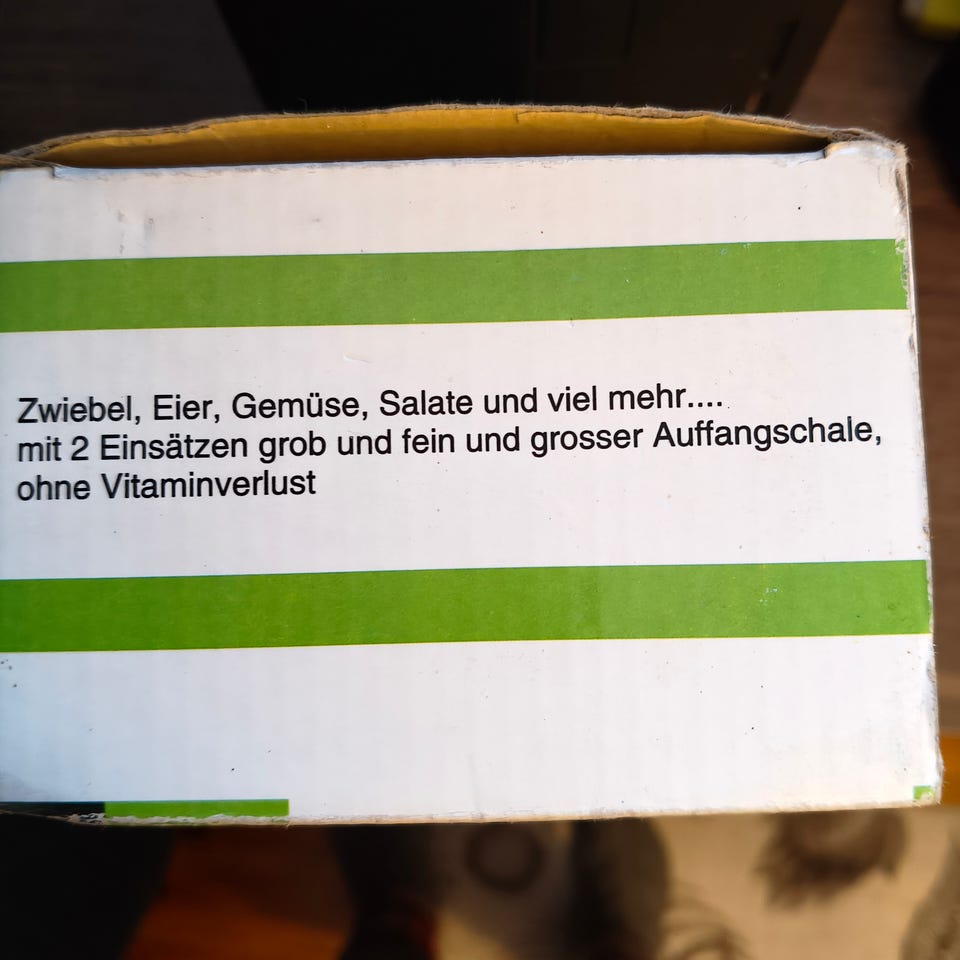 Zwiebel, Eier, Gemüse, Salate und viel mehr....
mit 2 Einsätzen grob und fein und grosser Auffangschale,
ohne Vitaminverlust